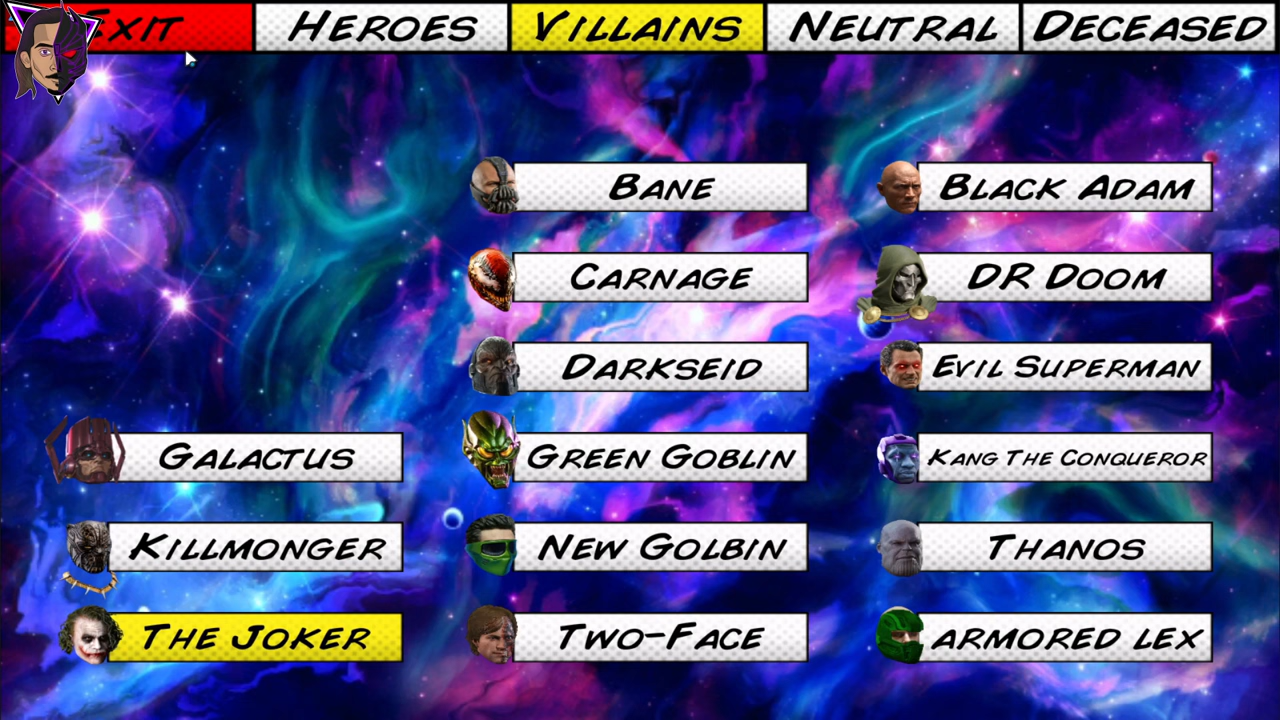 EXIT HEROES VILLAINS NEUTRAL DECEASED
BANE BLACK ADAM
CARNAGE DR DOOM
DARKSEID EVIL SUPERMAN
GALACTUS GREEN GOBLIN KANG THE CONQUEROR
KILLMONGER NEW GOLBIN THANOS
THE JOKER TWO-FACE ARMORED LEX